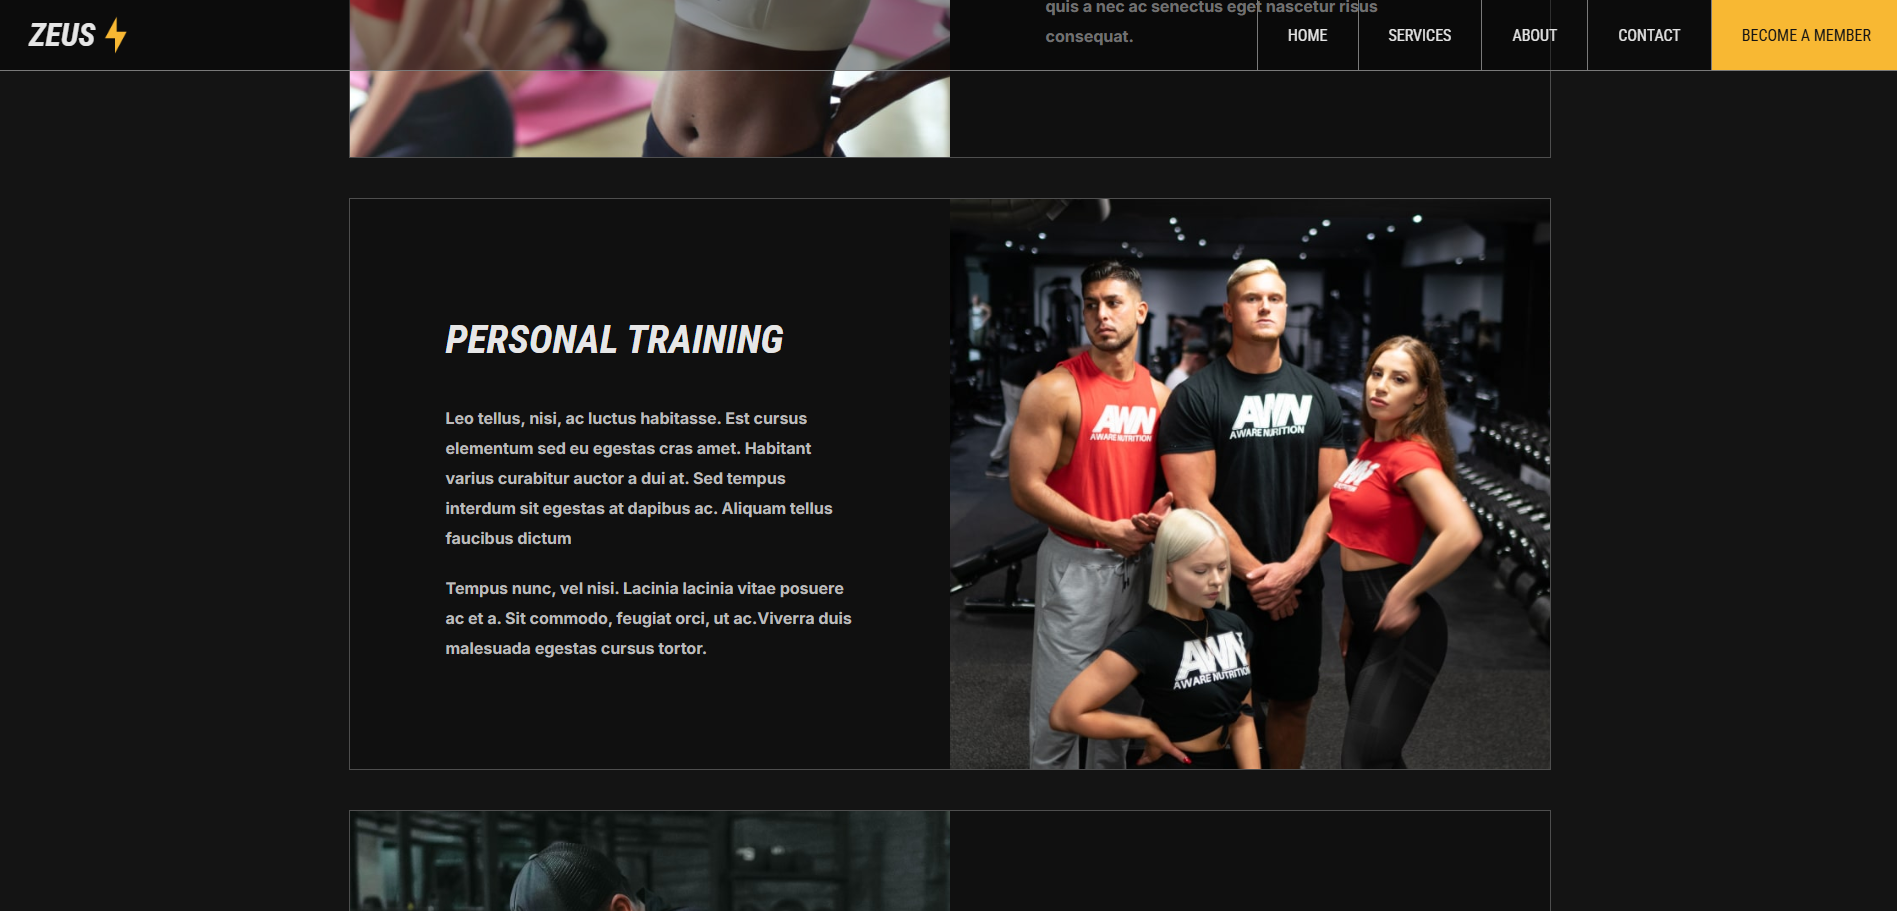 ZEUS
quis a nec ac senectus eget nascetur risus
consequat.
HOME
SERVICES
ABOUT
CONTACT
BECOME A MEMBER
PERSONAL TRAINING
Leo tellus, nisi, ac luctus habitasse. Est cursus
elementum sed eu egestas cras amet. Habitant
varius curabitur auctor a dui at. Sed tempus
interdum sit egestas at dapibus ac. Aliquam tellus
faucibus dictum
Tempus nunc, vel nisi. Lacinia lacinia vitae posuere
ac et a. Sit commodo, feugiat orci, ut ac.Viverra duis
malesuada egestas cursus tortor.
AWN
AWARE NUTRITION
AWN
AWARE NUTRITION
AWN
AWN
AWARE NUTRITION